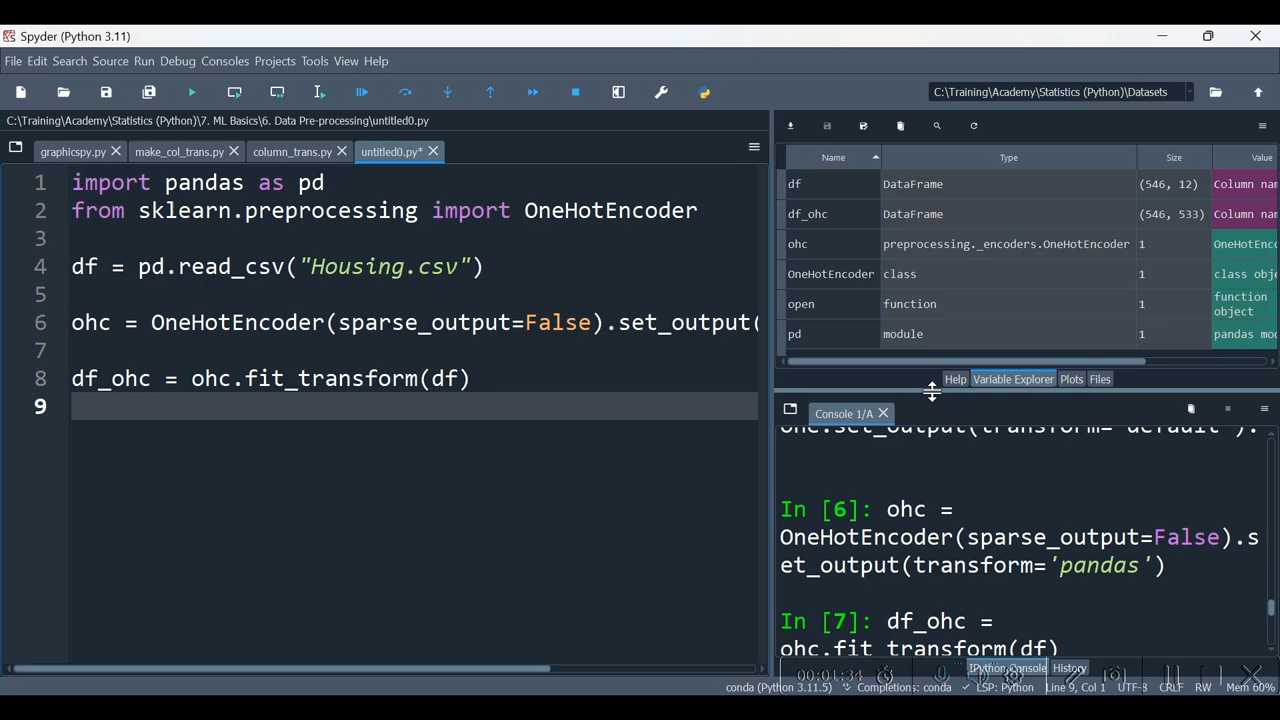 Spyder (Python 3.11)
File Edit Search Source Run Debug Consoles Projects Tools View Help
C:\Training\Academy\Statistics (Python)\Datasets
C:\Training\Academy\Statistics (Python)\7. ML Basics\6. Data Pre-processing\untitled0.py
graphicspy.py make_col_trans.py column_trans.py untitled0.py*
1 import pandas as pd
2 from sklearn.preprocessing import OneHotEncoder
3
4 df = pd.read_csv("Housing.csv")
5
6 ohc = OneHotEncoder(sparse_output=False).set_output(
7
8 df_ohc = ohc.fit_transform(df)
9
Name Type Size Value
df DataFrame (546, 12) Column nam
df_ohc DataFrame (546, 533) Column nam
ohc preprocessing._encoders.OneHotEncoder 1 OneHotEnc
OneHotEncoder class 1 class obje
open function 1 function
object
pd module 1 pandas mod
Help Variable Explorer Plots Files
Console 1/A
ohc.set_output(transform='default').
In [6]: ohc =
OneHotEncoder(sparse_output=False).s
et_output(transform='pandas')
In [7]: df_ohc =
ohc.fit_transform(df)
00:01:34
IPython Console History
conda (Python 3.11.5) Completions: conda LSP: Python Line 9, Col 1 UTF-8 CRLF RW Mem 60%